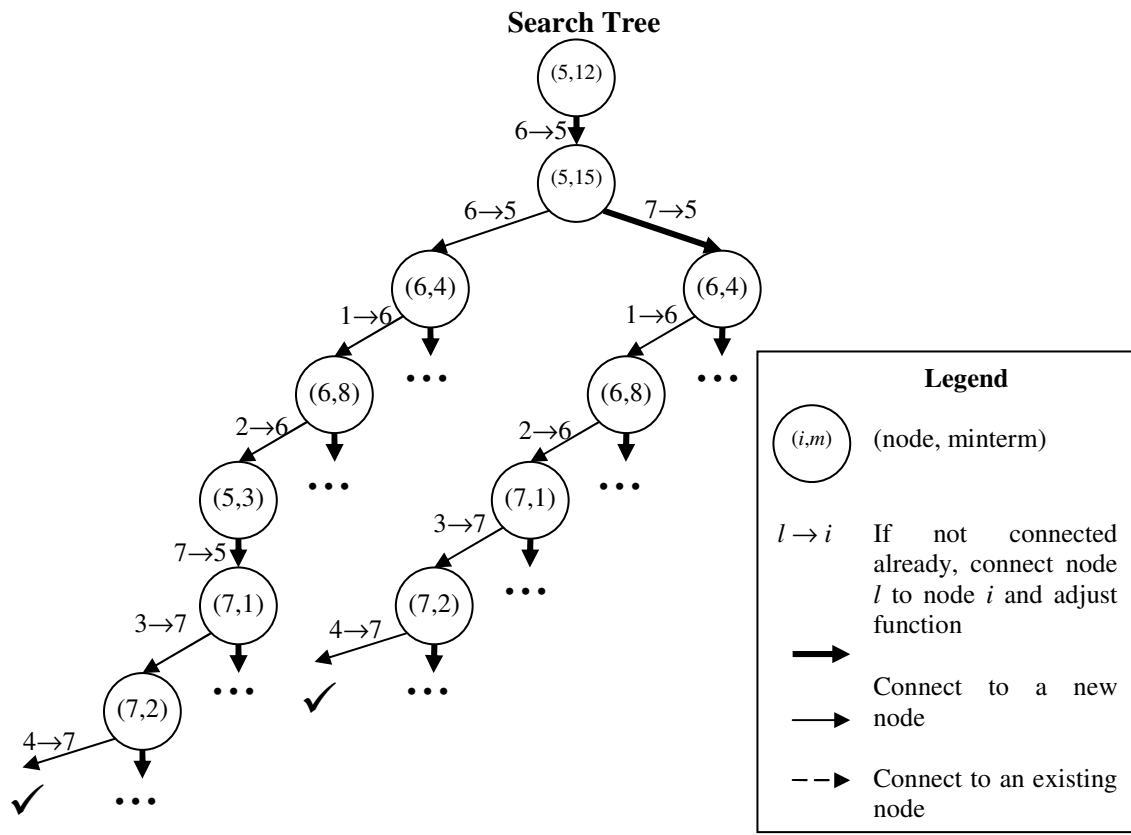 Search Tree
(5,12)
6→5
(5,15)
6→5
7→5
(6,4)
(6,4)
1→6
1→6
...
...
(6,8)
(6,8)
2→6
2→6
...
...
(5,3)
(7,1)
7→5
3→7
...
(7,1)
(7,2)
3→7
4→7
...
...
(7,2)
4→7
...
Legend
(i,m)
(node, minterm)
l → i
If not connected
already, connect node
l to node i and adjust
function
Connect to a new
node
Connect to an existing
node